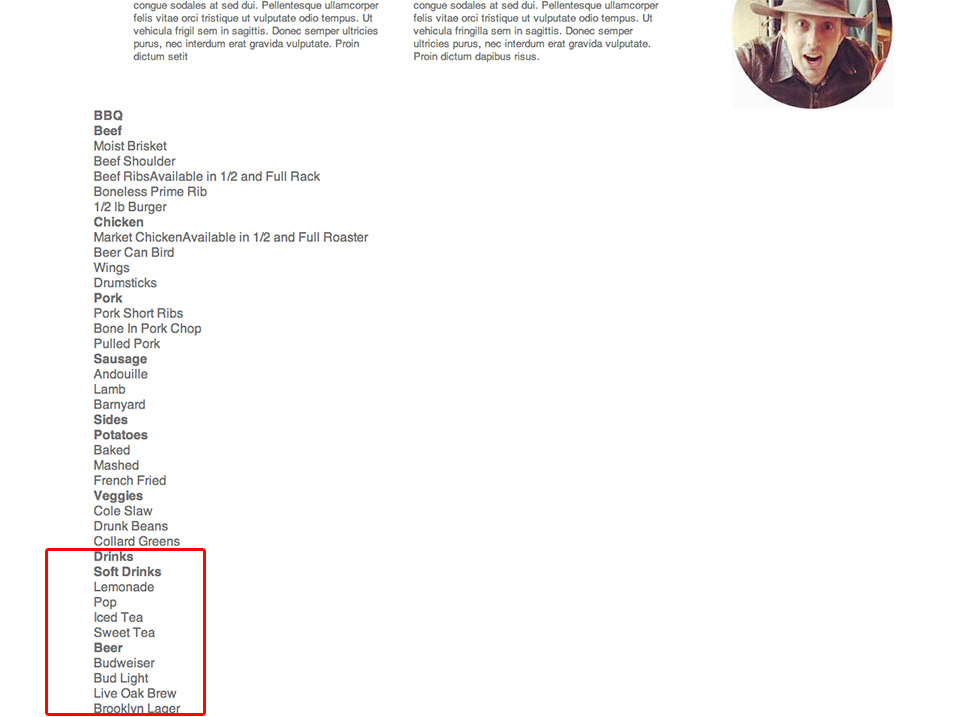 congue sodales at sed dui. Pellentesque ullamcorper
felis vitae orci tristique ut vulputate odio tempus. Ut
vehicula frigil sem in sagittis. Donec semper ultricies
purus, nec interdum erat gravida vulputate. Proin
dictum setit
congue sodales at sed dui. Pellentesque ullamcorper
felis vitae orci tristique ut vulputate odio tempus. Ut
vehicula fringilla sem in sagittis. Donec semper
ultricies purus, nec interdum erat gravida vulputate.
Proin dictum dapibus risus.
BBQ
Beef
Moist Brisket
Beef Shoulder
Beef RibsAvailable in 1/2 and Full Rack
Boneless Prime Rib
1/2 lb Burger
Chicken
Market ChickenAvailable in 1/2 and Full Roaster
Beer Can Bird
Wings
Drumsticks
Pork
Pork Short Ribs
Bone In Pork Chop
Pulled Pork
Sausage
Andouille
Lamb
Barnyard
Sides
Potatoes
Baked
Mashed
French Fried
Veggies
Cole Slaw
Drunk Beans
Collard Greens
Drinks
Soft Drinks
Lemonade
Pop
Iced Tea
Sweet Tea
Beer
Budweiser
Bud Light
Live Oak Brew
Brooklyn Lager